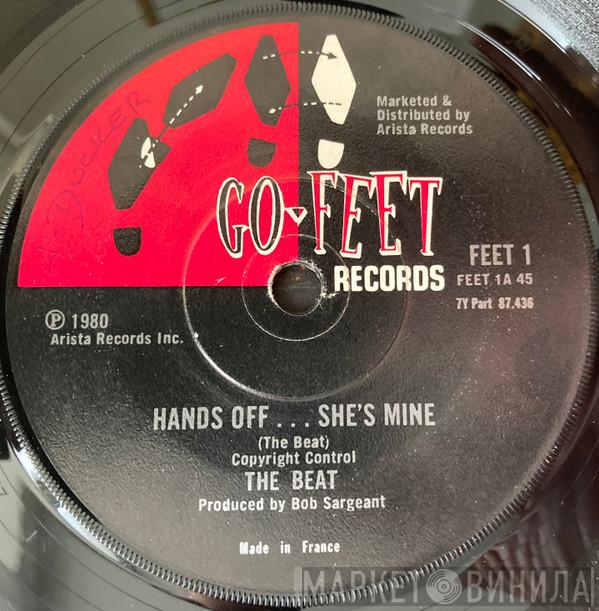 J. DUCKER
Marketed &
Distributed by
Arista Records
GO-FEET
RECORDS
FEET 1
FEET 1A 45
7Y Part 87.436
Ⓟ 1980
Arista Records Inc.
HANDS OFF . . . SHE'S MINE
(The Beat)
Copyright Control
THE BEAT
Produced by Bob Sargeant
Made in France
МАРКЕТ ВИНИЛА